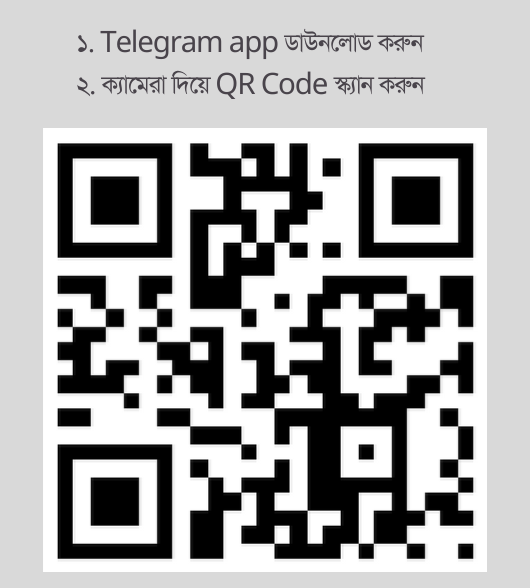 ১. Telegram app ডাউনলোড করুন
২. ক্যামেরা দিয়ে QR Code স্ক্যান করুন